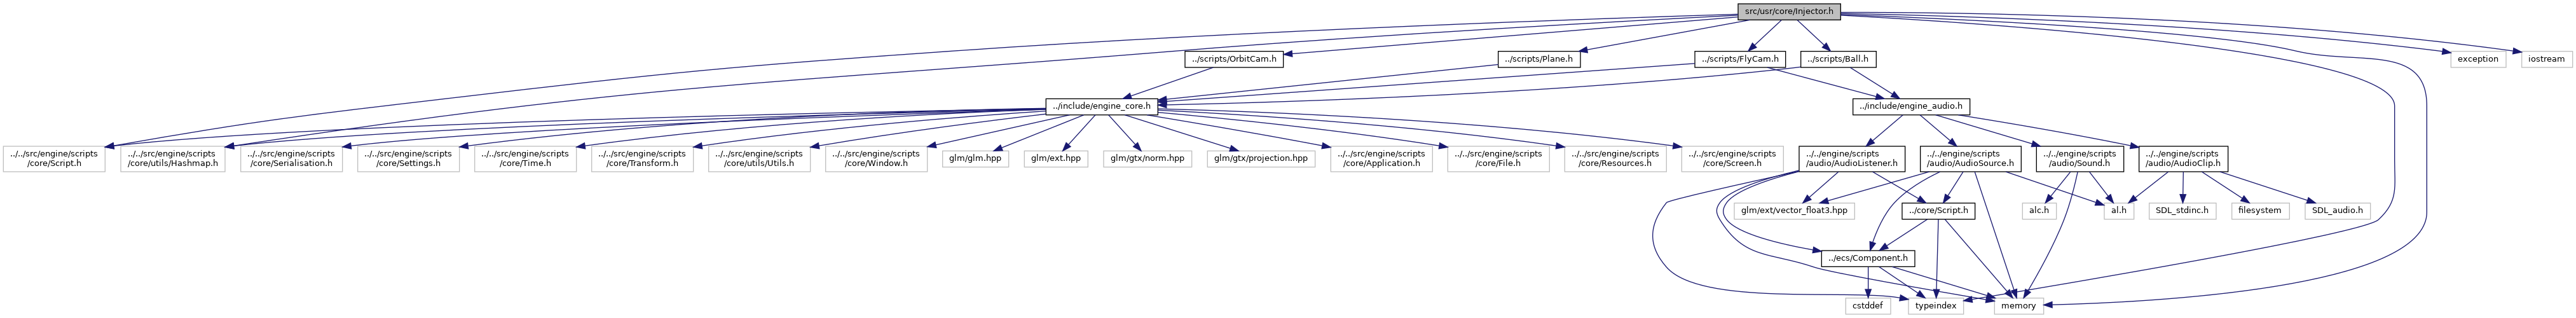 src/usr/core/Injector.h
../scripts/OrbitCam.h
../scripts/Plane.h
../scripts/FlyCam.h
../scripts/Ball.h
exception
iostream
../include/engine_core.h
../include/engine_audio.h
../../src/engine/scripts
/core/Script.h
../../src/engine/scripts
/core/utils/Hashmap.h
../../src/engine/scripts
/core/Serialisation.h
../../src/engine/scripts
/core/Settings.h
../../src/engine/scripts
/core/Time.h
../../src/engine/scripts
/core/Transform.h
../../src/engine/scripts
/core/utils/Utils.h
../../src/engine/scripts
/core/Window.h
glm/glm.hpp
glm/ext.hpp
glm/gtx/norm.hpp
glm/gtx/projection.hpp
../../src/engine/scripts
/core/Application.h
../../src/engine/scripts
/core/File.h
../../src/engine/scripts
/core/Resources.h
../../src/engine/scripts
/core/Screen.h
../../engine/scripts
/audio/AudioListener.h
../../engine/scripts
/audio/AudioSource.h
../../engine/scripts
/audio/Sound.h
../../engine/scripts
/audio/AudioClip.h
glm/ext/vector_float3.hpp
../core/Script.h
alc.h
al.h
SDL_stdinc.h
filesystem
SDL_audio.h
../ecs/Component.h
cstddef
typeindex
memory